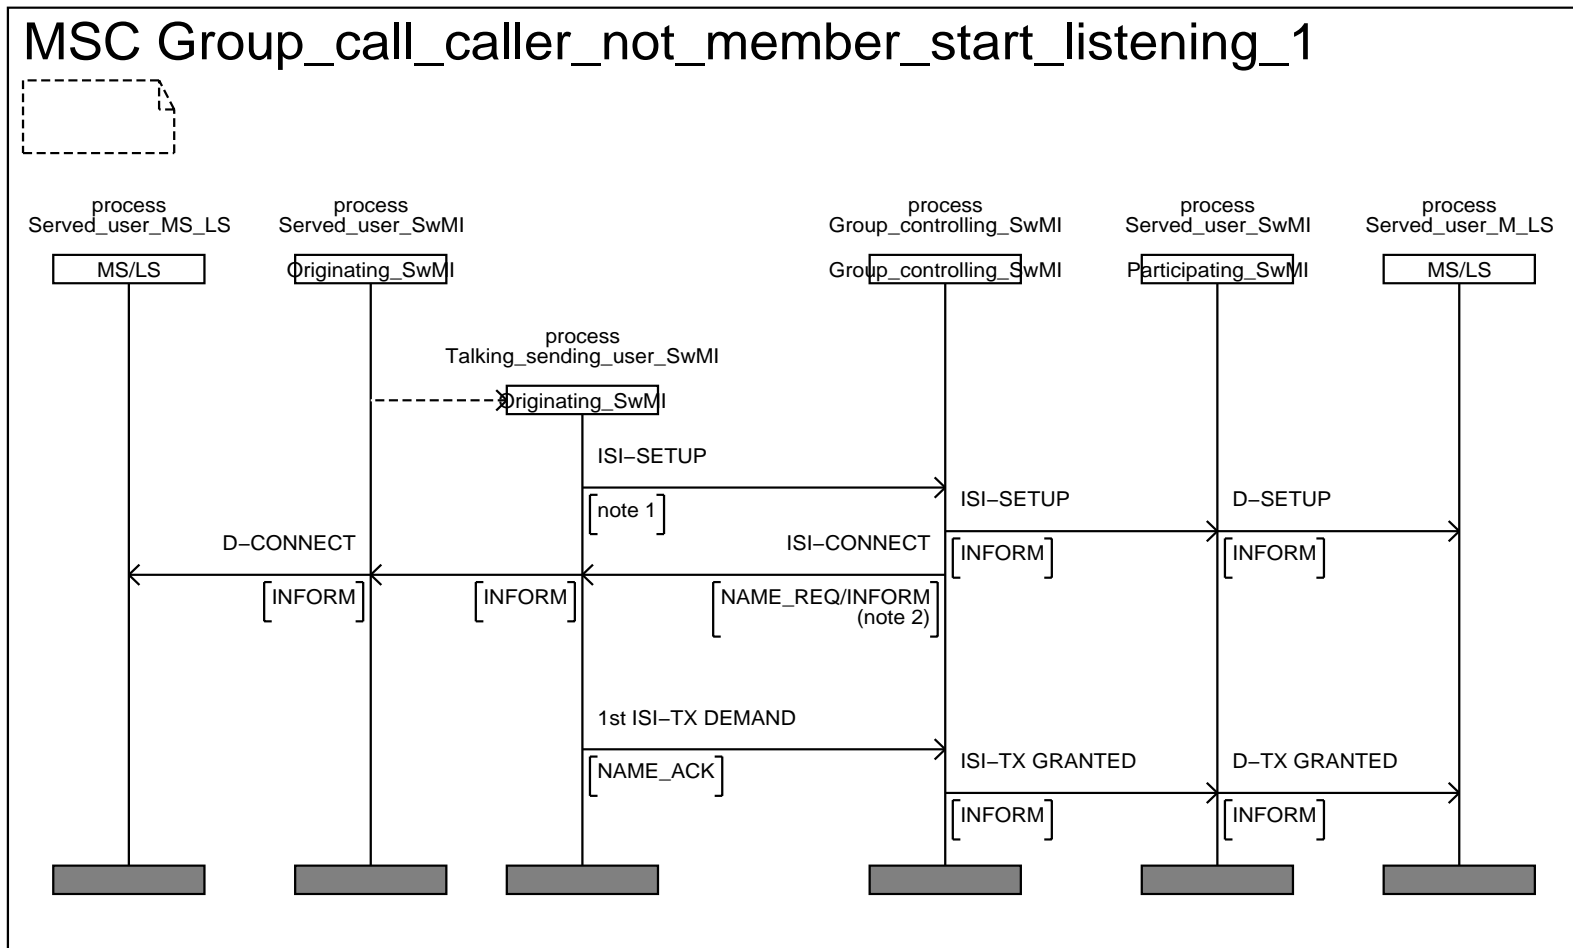 MSC Group_call_caller_not_member_start_listening_1
process
Served_user_MS_LS
process
Served_user_SwMI
process
Group_controlling_SwMI
process
Served_user_SwMI
process
Served_user_M_LS
MS/LS
Originating_SwMI
Group_controlling_SwMI
Participating_SwMI
MS/LS
process
Talking_sending_user_SwMI
Originating_SwMI
ISI–SETUP
note 1
ISI–SETUP
D–SETUP
INFORM
INFORM
D–CONNECT
ISI–CONNECT
INFORM
INFORM
NAME_REQ/INFORM
(note 2)
1st ISI–TX DEMAND
NAME_ACK
ISI–TX GRANTED
D–TX GRANTED
INFORM
INFORM